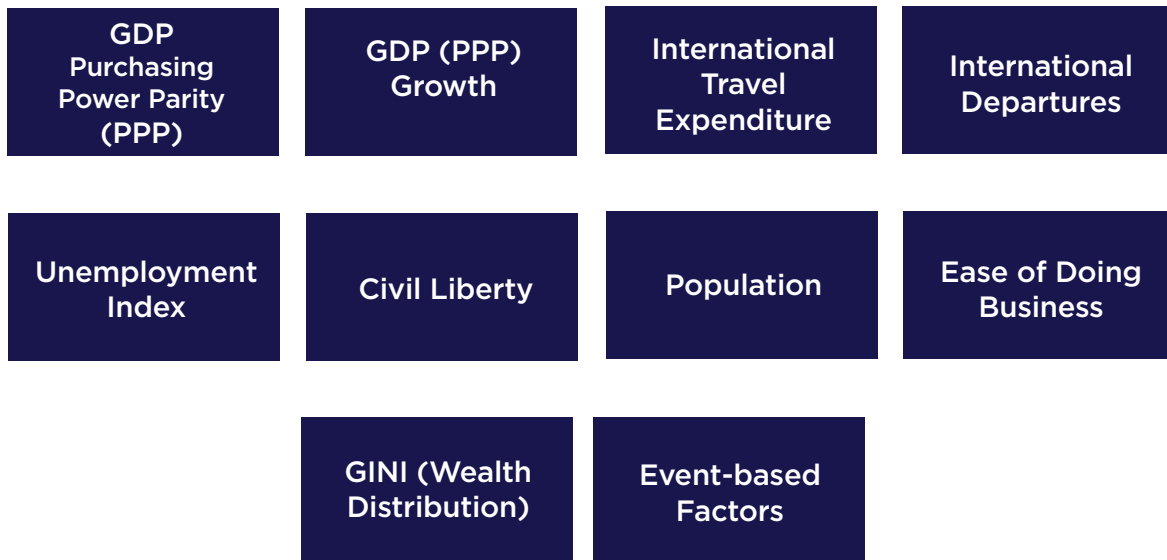 GDP
Purchasing
Power Parity
(PPP)
GDP (PPP)
Growth
International
Travel
Expenditure
International
Departures
Unemployment
Index
Civil Liberty
Population
Ease of Doing
Business
GINI (Wealth
Distribution)
Event-based
Factors